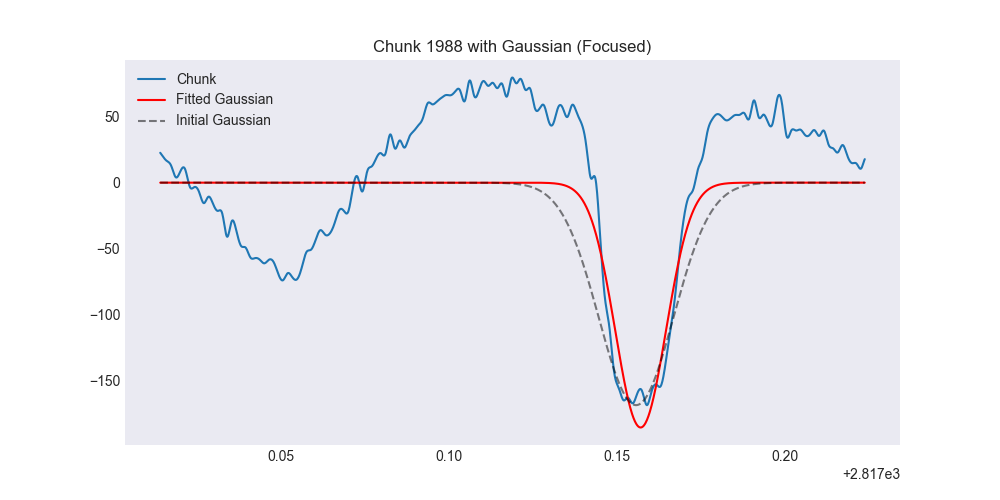 Chunk 1988 with Gaussian (Focused)
Chunk
Fitted Gaussian
Initial Gaussian
50
0
−50
−100
−150
0.05 0.10 0.15 0.20
+2.817e3